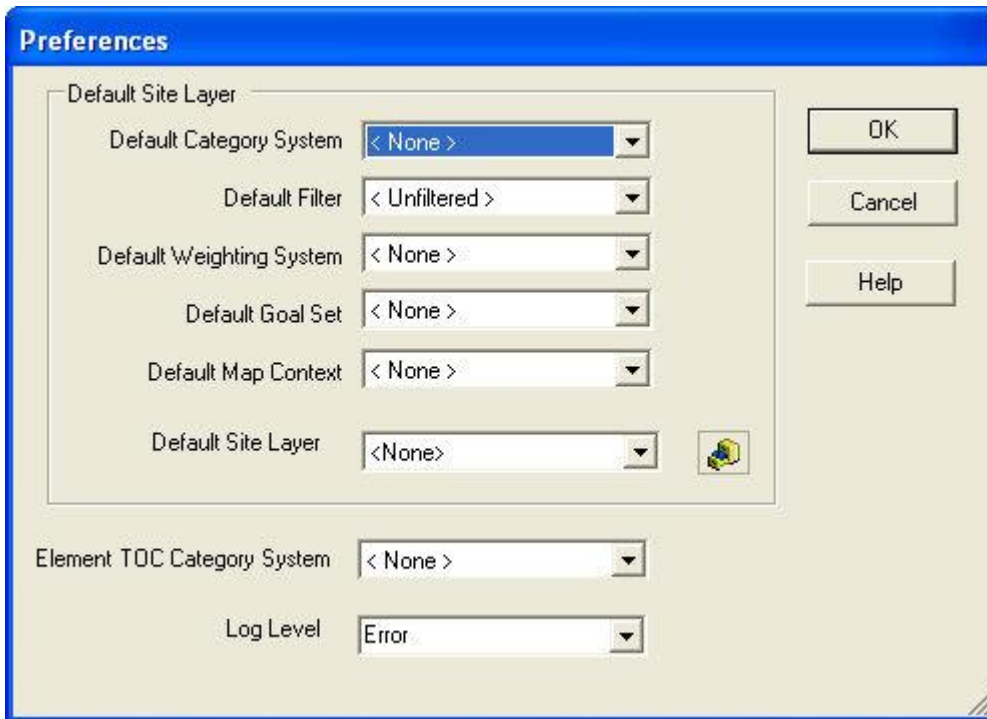 Preferences
Default Site Layer
Default Category System < None >
Default Filter < Unfiltered >
Default Weighting System < None >
Default Goal Set < None >
Default Map Context < None >
Default Site Layer <None>
Element TOC Category System < None >
Log Level Error
OK
Cancel
Help